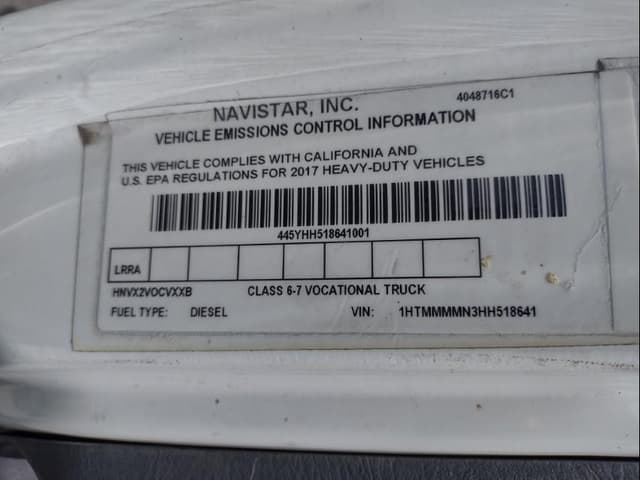 NAVISTAR, INC.
4048716C1
VEHICLE EMISSIONS CONTROL INFORMATION
THIS VEHICLE COMPLIES WITH CALIFORNIA AND
U.S. EPA REGULATIONS FOR 2017 HEAVY-DUTY VEHICLES
445YHH518641001
LRRA
HNVX2VOCVXXB CLASS 6-7 VOCATIONAL TRUCK
FUEL TYPE: DIESEL VIN: 1HTMMMMN3HH518641